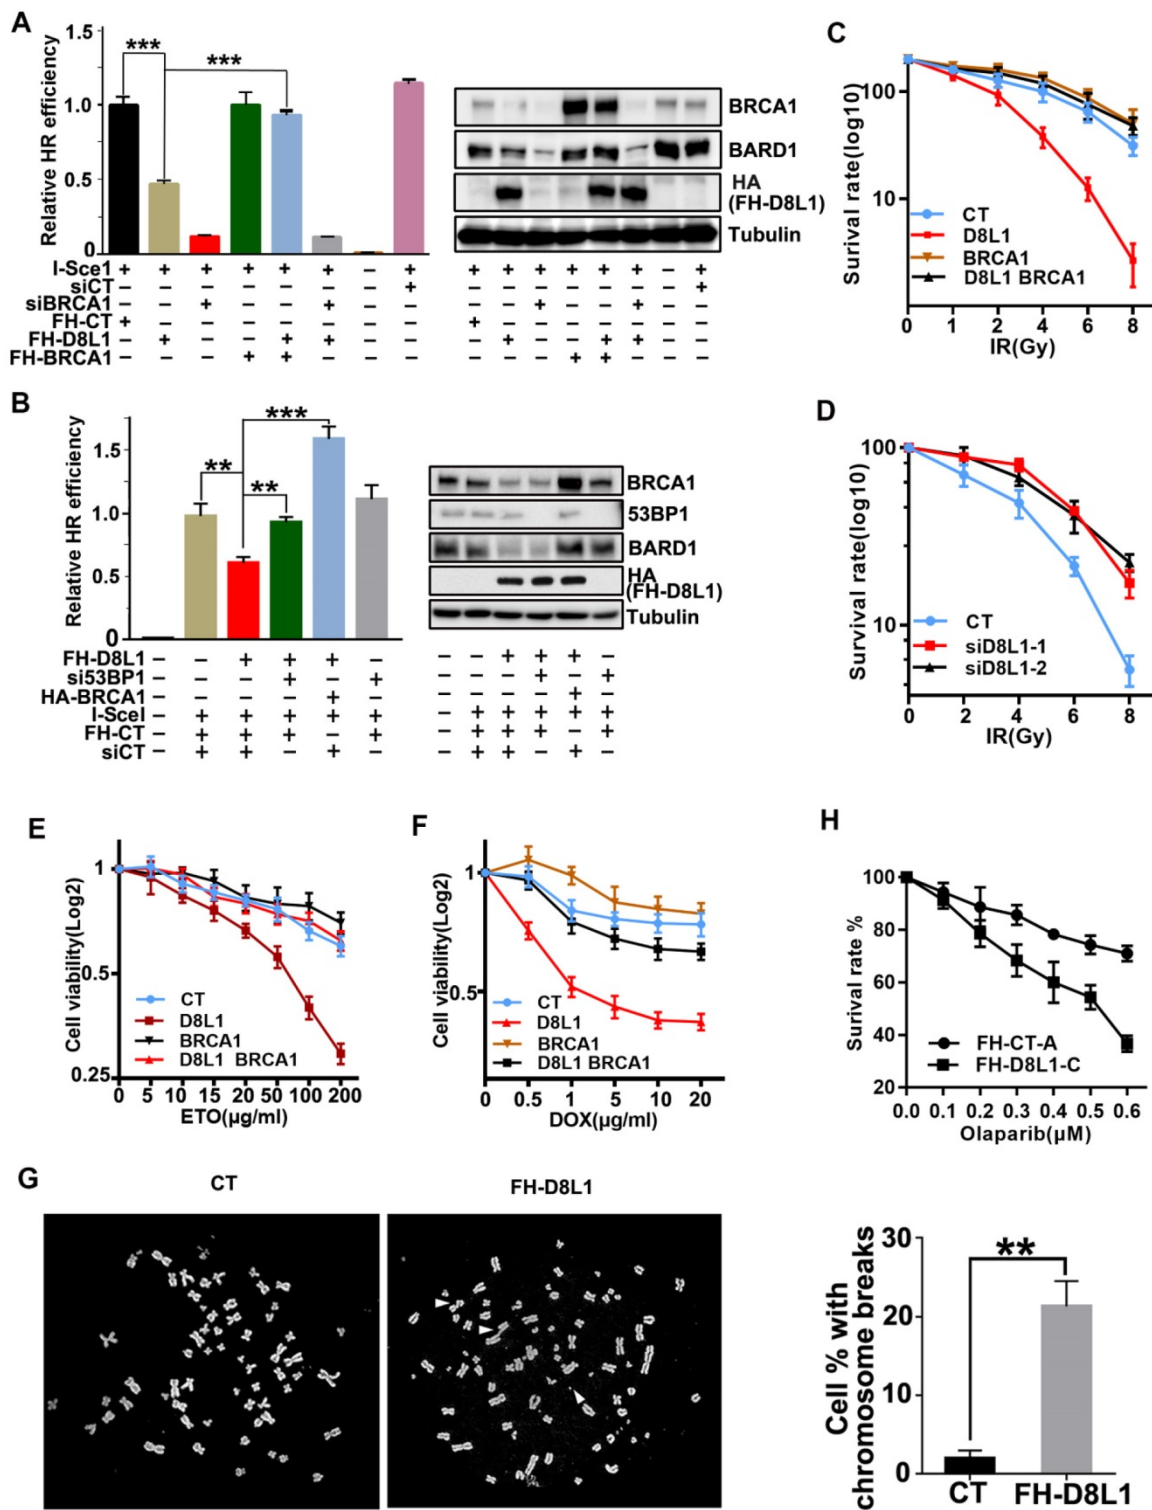 A
Relative HR efficiency
1.5
1.0
0.5
0
***
***
I-Sce1 + + + + + + – +
siCT – – – – – – – +
siBRCA1 – – + – – + – –
FH-CT + – – – – – – –
FH-D8L1 – + – – + + – –
FH-BRCA1 – – – + + – – –
BRCA1
BARD1
HA
(FH-D8L1)
Tubulin
+ + + + + + – +
– – – – – – – +
– – + – – + – –
+ – – – – – – –
– + – – + + – –
– – – + + – – –
C
Surival rate(log10)
100
10
CT
D8L1
BRCA1
D8L1 BRCA1
0 1 2 4 6 8
IR(Gy)
B
Relative HR efficiency
1.5
1.0
0.5
0
**
**
***
FH-D8L1 – – + + + –
si53BP1 – – – + – +
HA-BRCA1 – – – – + –
I-SceI – + + + + +
FH-CT – + + + + +
siCT – + + – + –
BRCA1
53BP1
BARD1
HA
(FH-D8L1)
Tubulin
– – + + + –
– – – + – +
– – – – + –
– + + + + +
– + + + + +
– + + – + –
D
Survival rate(log10)
100
10
CT
siD8L1-1
siD8L1-2
0 2 4 6 8
IR(Gy)
E
Cell viability(Log2)
1
0.5
0.25
CT
D8L1
BRCA1
D8L1 BRCA1
0 5 10 15 20 50 100 200
ETO(μg/ml)
F
Cell viability(Log2)
1
0.5
CT
D8L1
BRCA1
D8L1 BRCA1
0 0.5 1 5 10 20
DOX(μg/ml)
H
Surival rate %
100
80
60
40
20
FH-CT-A
FH-D8L1-C
0.0 0.1 0.2 0.3 0.4 0.5 0.6
Olaparib(μM)
G
CT
FH-D8L1
Cell % with
chromosome breaks
30
20
10
0
**
CT FH-D8L1